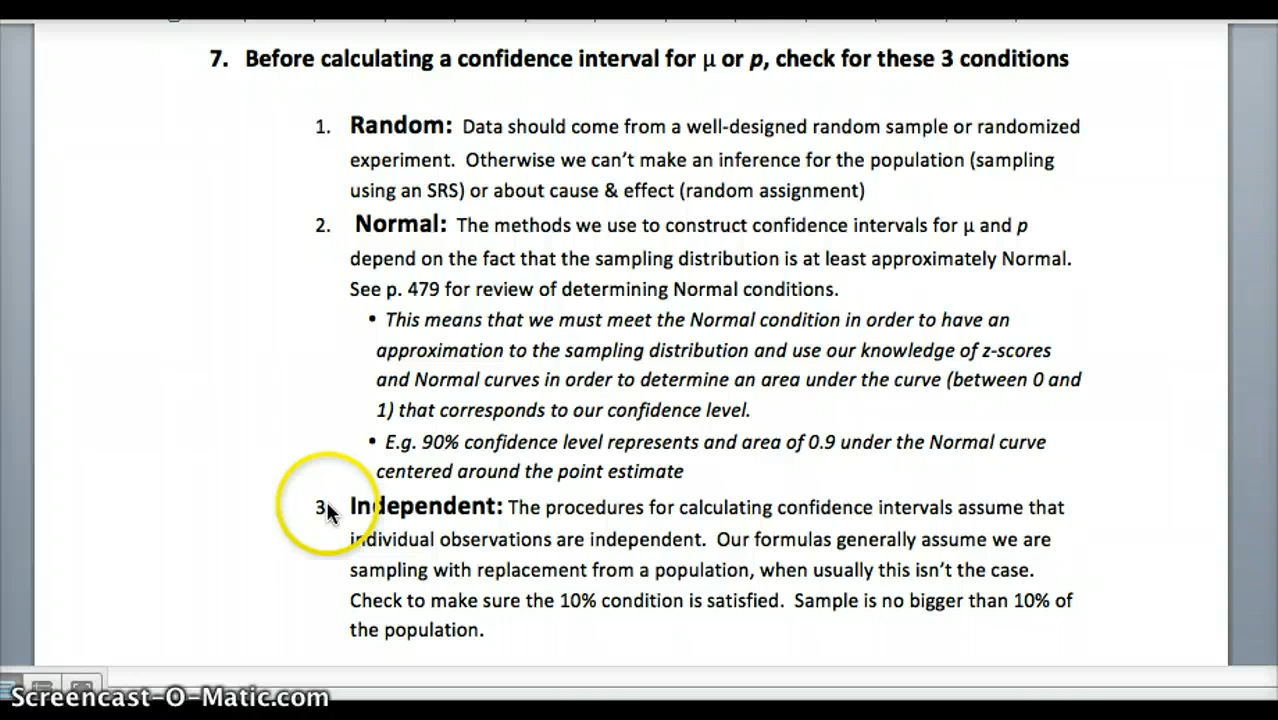 7. Before calculating a confidence interval for μ or p, check for these 3 conditions
1. Random: Data should come from a well-designed random sample or randomized
experiment. Otherwise we can't make an inference for the population (sampling
using an SRS) or about cause & effect (random assignment)
2. Normal: The methods we use to construct confidence intervals for μ and p
depend on the fact that the sampling distribution is at least approximately Normal.
See p. 479 for review of determining Normal conditions.
• This means that we must meet the Normal condition in order to have an
approximation to the sampling distribution and use our knowledge of z-scores
and Normal curves in order to determine an area under the curve (between 0 and
1) that corresponds to our confidence level.
• E.g. 90% confidence level represents and area of 0.9 under the Normal curve
centered around the point estimate
3. Independent: The procedures for calculating confidence intervals assume that
individual observations are independent. Our formulas generally assume we are
sampling with replacement from a population, when usually this isn't the case.
Check to make sure the 10% condition is satisfied. Sample is no bigger than 10% of
the population.
Screencast-O-Matic.com